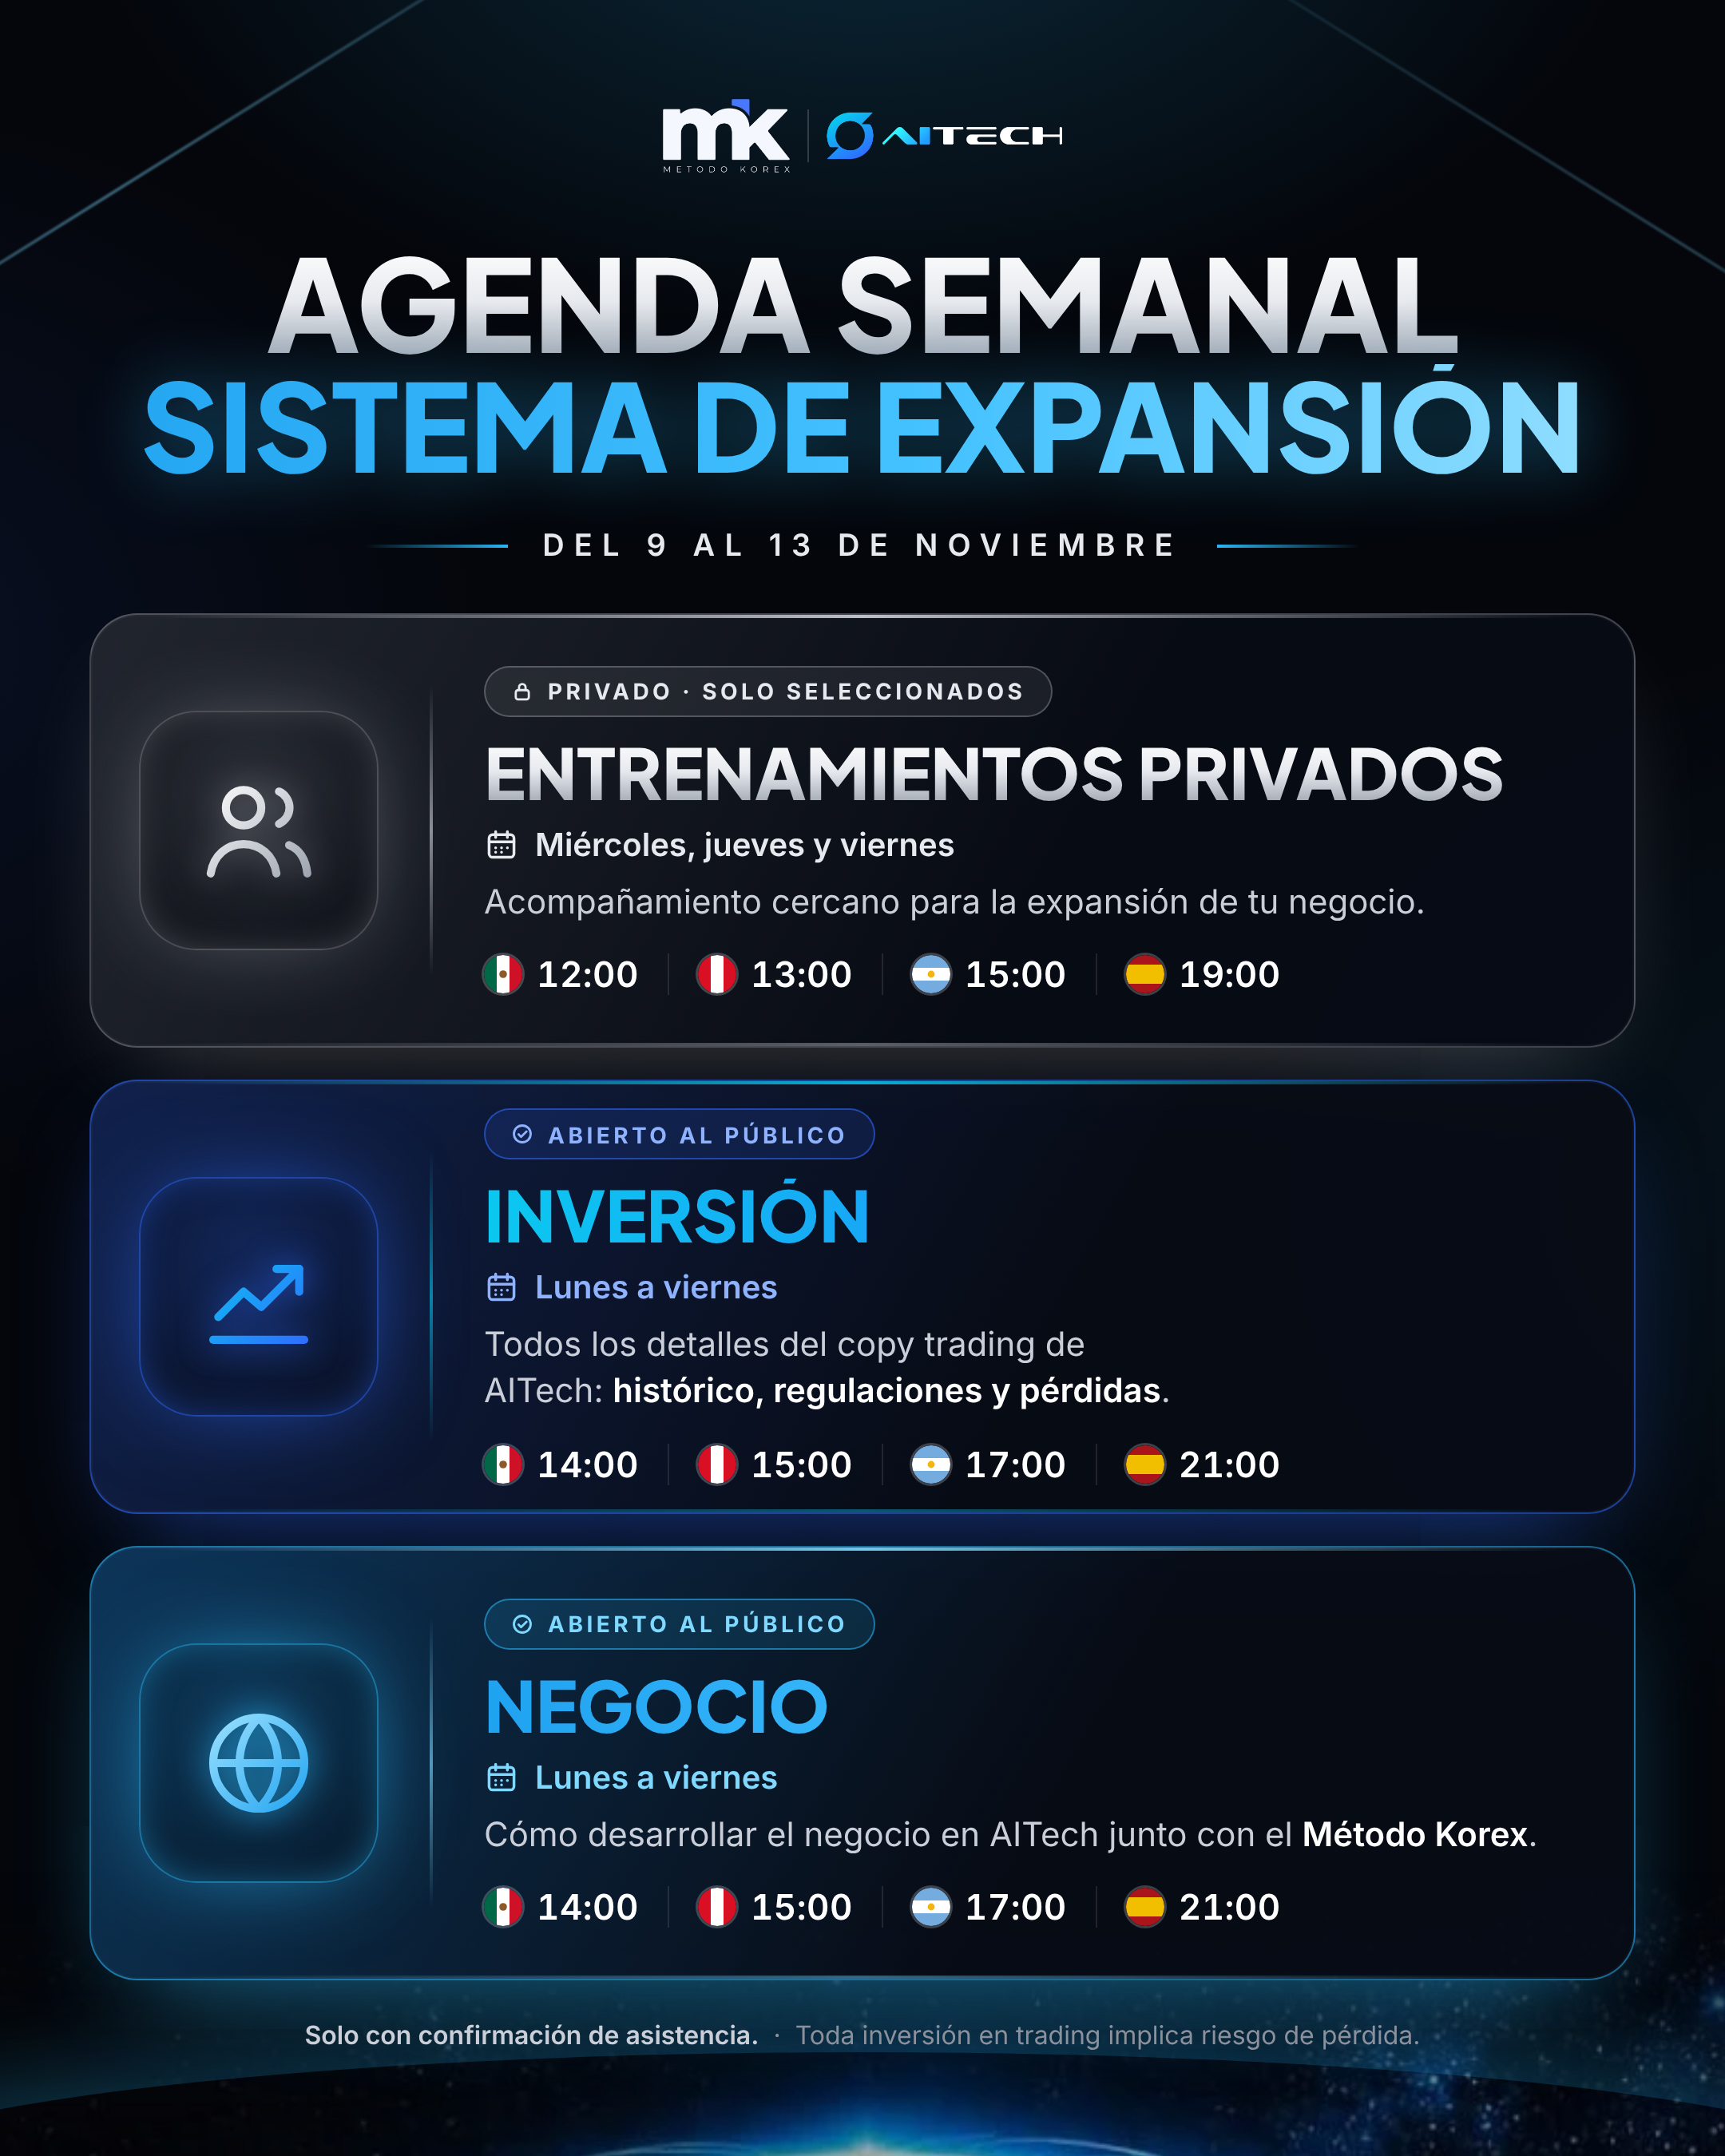 mk
METODO KOREX
AITECH
AGENDA SEMANAL
SISTEMA DE EXPANSIÓN
DEL 9 AL 13 DE NOVIEMBRE
PRIVADO · SOLO SELECCIONADOS
ENTRENAMIENTOS PRIVADOS
Miércoles, jueves y viernes
Acompañamiento cercano para la expansión de tu negocio.
12:00 13:00 15:00 19:00
ABIERTO AL PÚBLICO
INVERSIÓN
Lunes a viernes
Todos los detalles del copy trading de
AITech: histórico, regulaciones y pérdidas.
14:00 15:00 17:00 21:00
ABIERTO AL PÚBLICO
NEGOCIO
Lunes a viernes
Cómo desarrollar el negocio en AITech junto con el Método Korex.
14:00 15:00 17:00 21:00
Solo con confirmación de asistencia. · Toda inversión en trading implica riesgo de pérdida.